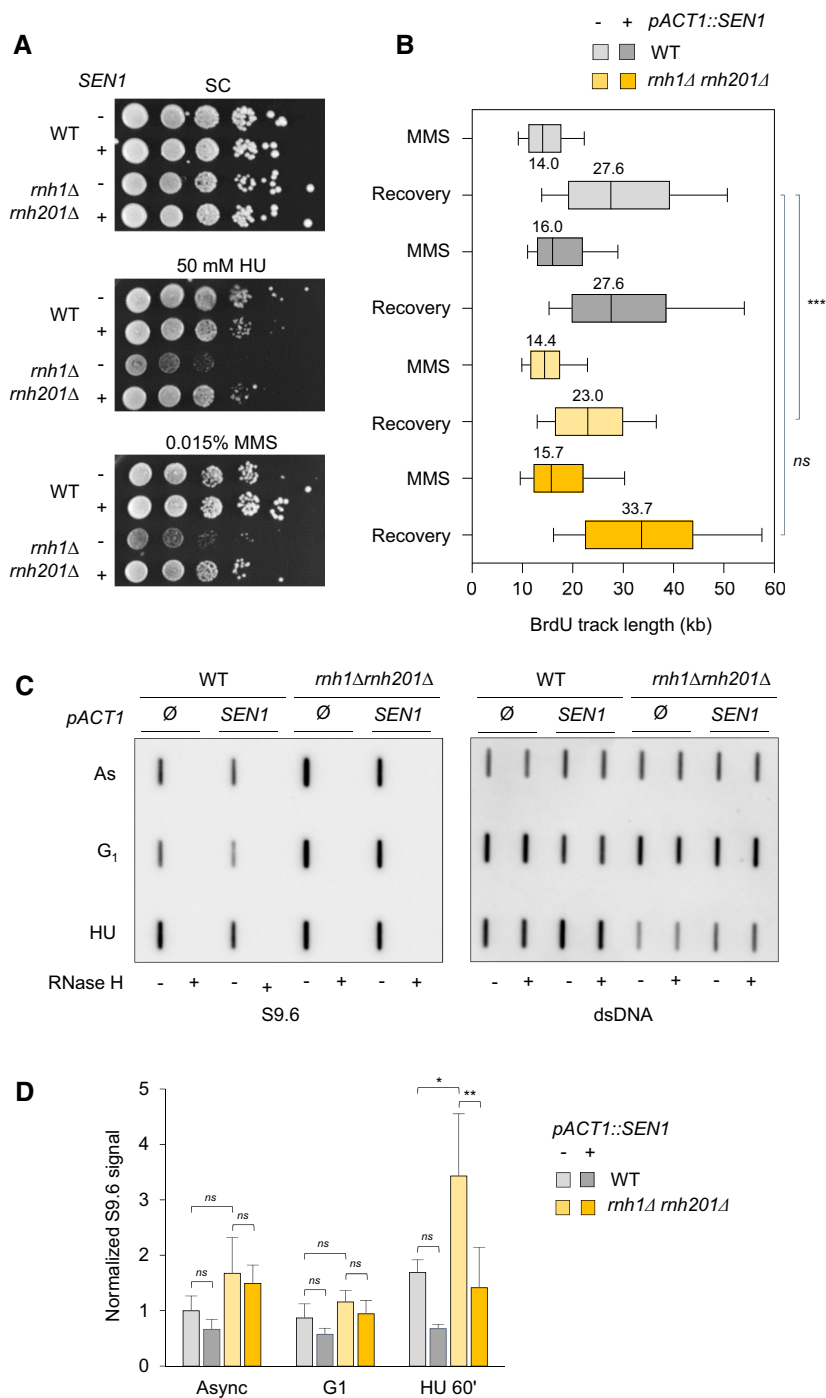 A
SEN1
SC
WT
-
+
rnh1Δ
rnh201Δ
-
+
50 mM HU
WT
-
+
rnh1Δ
rnh201Δ
-
+
0.015% MMS
WT
-
+
rnh1Δ
rnh201Δ
-
+
B
- + pACT1::SEN1
WT
rnh1Δ rnh201Δ
MMS
14.0
Recovery
27.6
MMS
16.0
Recovery
27.6
MMS
14.4
Recovery
23.0
MMS
15.7
Recovery
33.7
***
ns
0 10 20 30 40 50 60
BrdU track length (kb)
C
WT rnh1Δrnh201Δ WT rnh1Δrnh201Δ
pACT1 Ø SEN1 Ø SEN1 Ø SEN1 Ø SEN1
As
G1
HU
RNase H - + - + - + - + - + - + - + - +
S9.6 dsDNA
D
Normalized S9.6 signal
5
4
3
2
1
0
ns
ns
ns
ns
ns
ns
ns
*
**
Async G1 HU 60'
pACT1::SEN1
- +
WT
rnh1Δ rnh201Δ